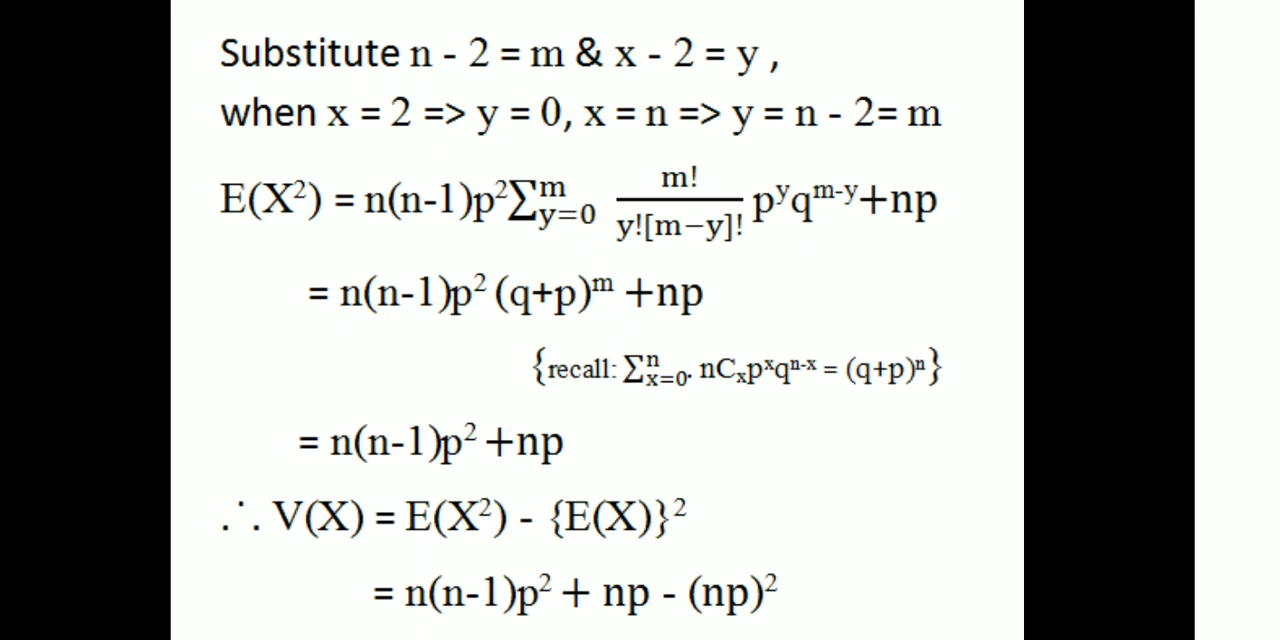 Substitute n - 2 = m & x - 2 = y ,
when x = 2 => y = 0, x = n => y = n - 2= m
E(X²) = n(n-1)p²∑ᵐᵧ₌₀ m!/y![m−y]! pʸqᵐ⁻ʸ+np
= n(n-1)p² (q+p)ᵐ +np
{recall: ∑ⁿₓ₌₀. nCₓpˣqⁿ⁻ˣ = (q+p)ⁿ}
= n(n-1)p² +np
∴ V(X) = E(X²) - {E(X)}²
= n(n-1)p² + np - (np)²